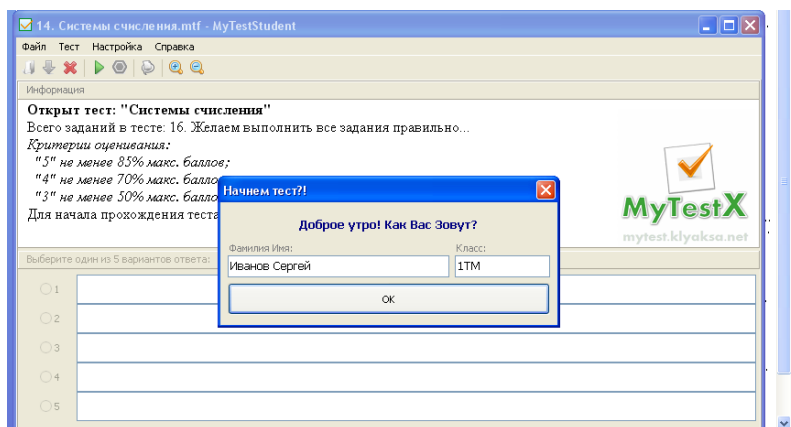 14. Системы счисления.mtf - MyTestStudent
Файл Тест Настройка Справка
Информация
Открыт тест: "Системы счисления"
Всего заданий в тесте: 16. Желаем выполнить все задания правильно...
Критерии оценивания:
"5" не менее 85% макс. баллов;
"4" не менее 70% макс. балло
"3" не менее 50% макс. балло
Для начала прохождения теста
Начнем тест?!
Доброе утро! Как Вас Зовут?
Фамилия Имя: Класс:
Иванов Сергей 1ТМ
ОК
MyTestX
mytest.klyaksa.net
Выберите один из 5 вариантов ответа:
1
2
3
4
5